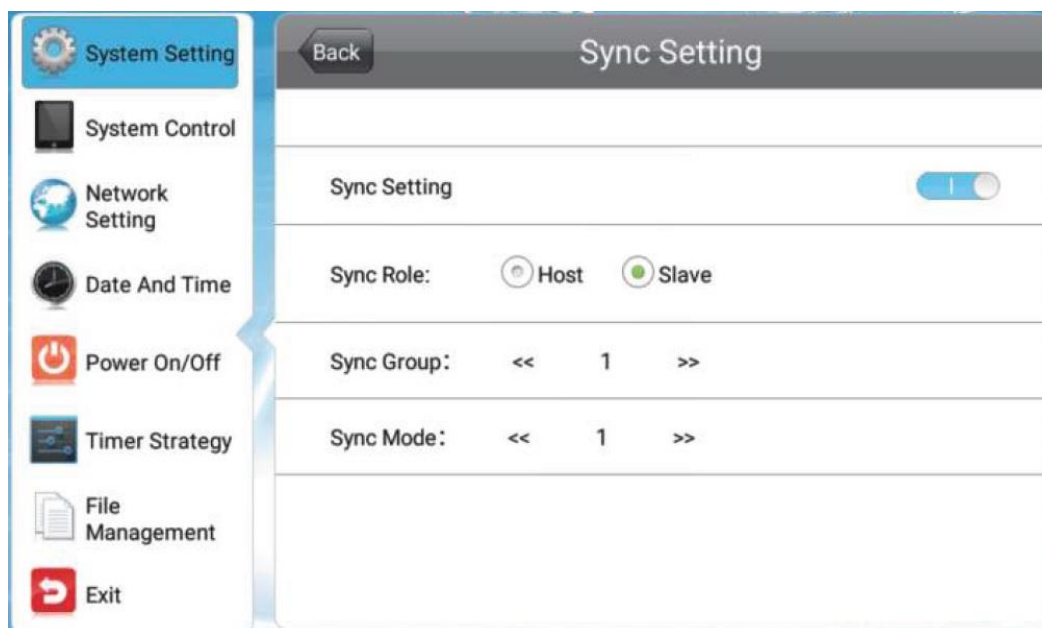 System Setting
System Control
Network
Setting
Date And Time
Power On/Off
Timer Strategy
File
Management
Exit
Back
Sync Setting
Sync Setting
Sync Role: Host Slave
Sync Group: << 1 >>
Sync Mode: << 1 >>